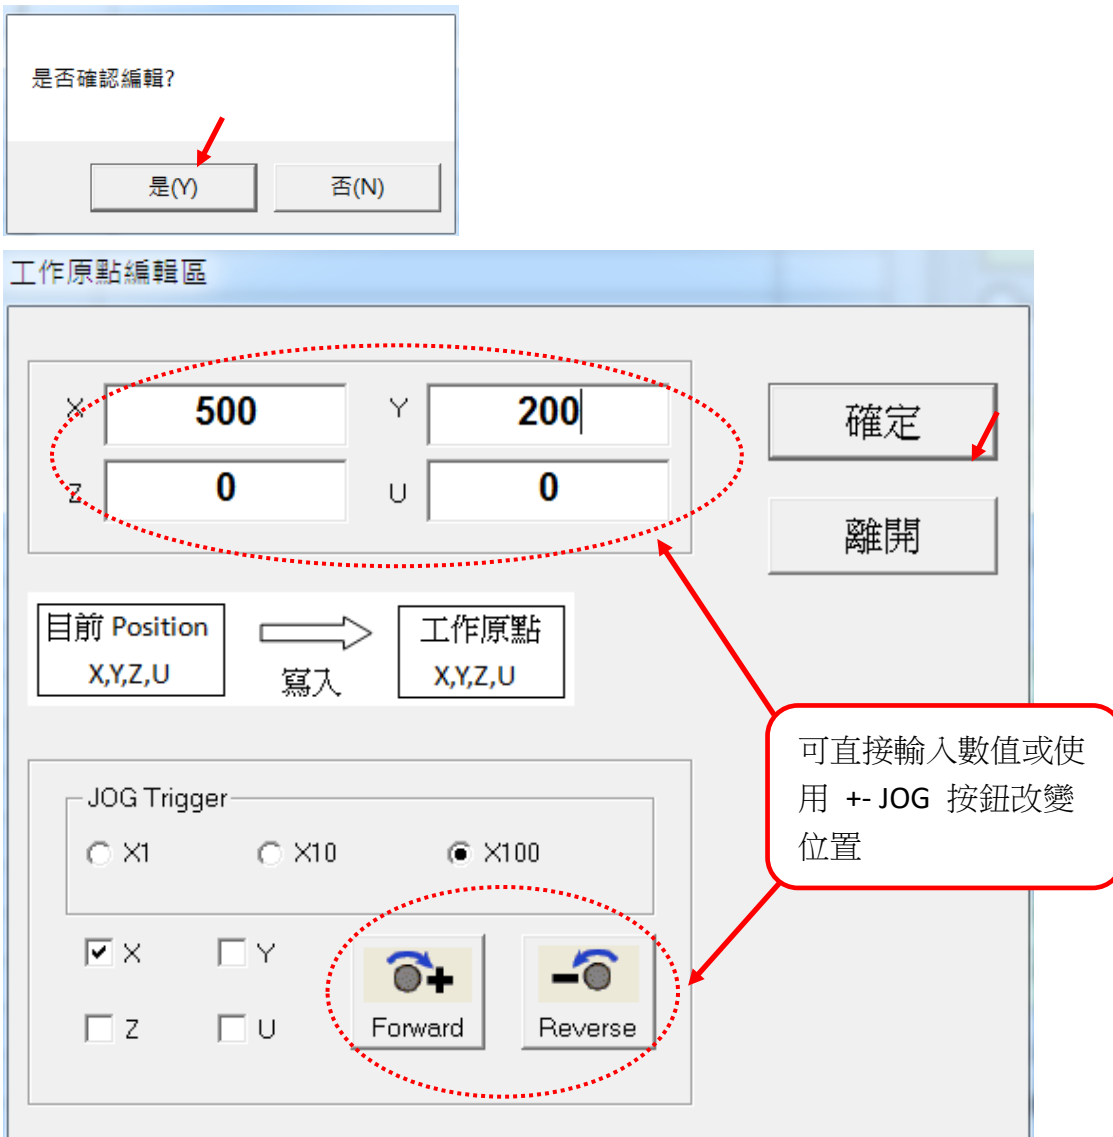 是否確認編輯?
是(Y) 否(N)
工作原點編輯區
X 500 Y 200 確定
Z 0 U 0
離開
目前 Position
X,Y,Z,U
寫入
工作原點
X,Y,Z,U
可直接輸入數值或使
用 +- JOG 按鈕改變
位置
JOG Trigger
X1 X10 X100
X Y
Z U
Forward Reverse